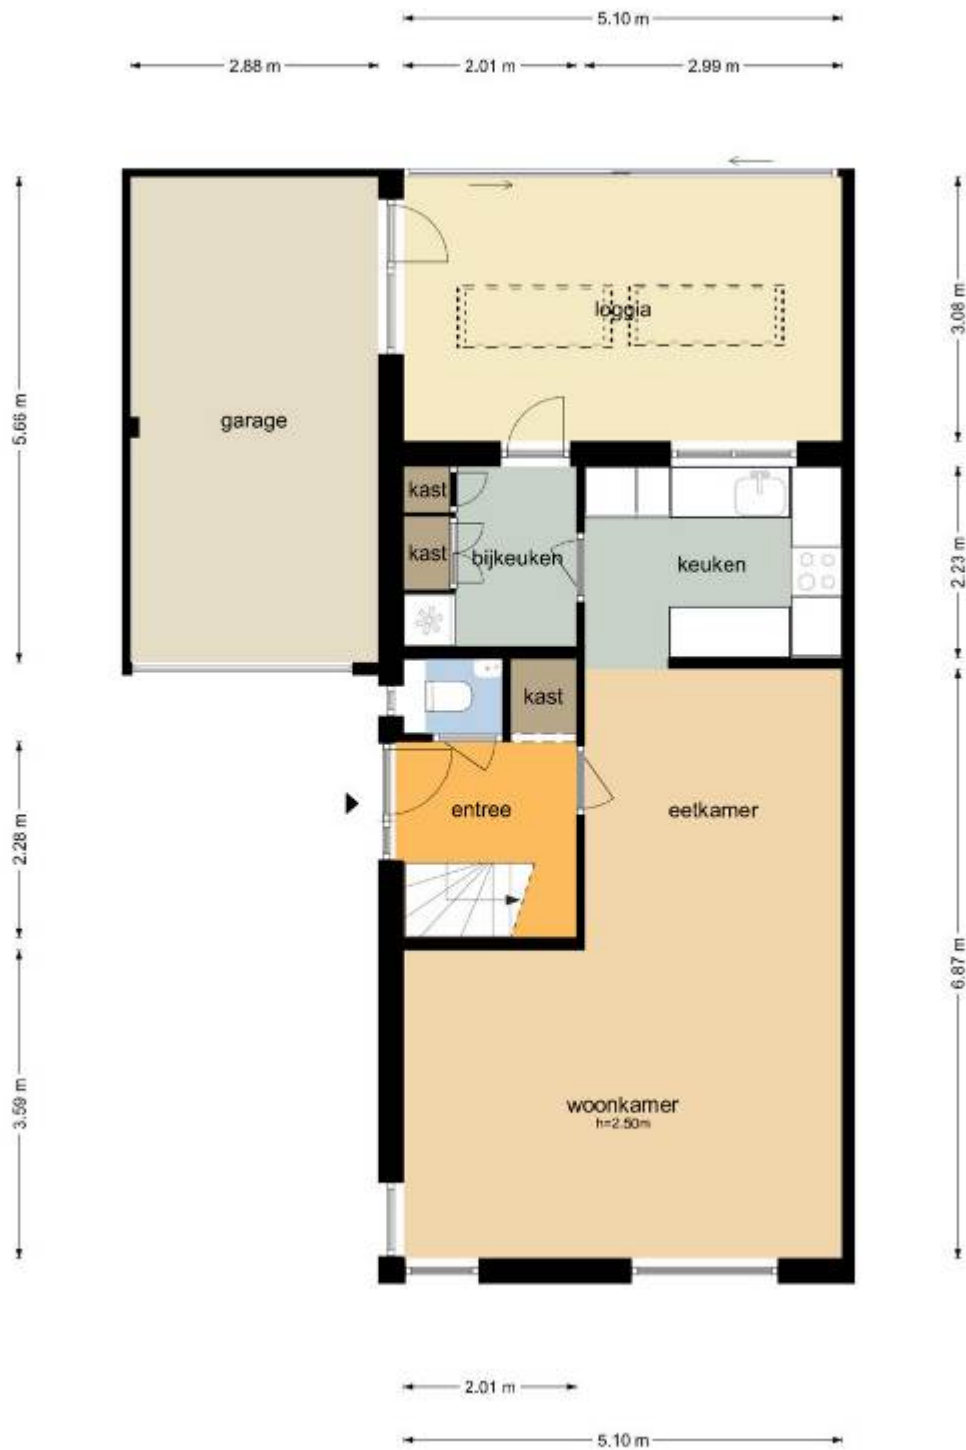 5.10 m
2.88 m
2.01 m
2.99 m
loggia
3.08 m
garage
5.66 m
kast
kast
bijkeuken
keuken
2.23 m
kast
entree
eetkamer
2.28 m
6.87 m
3.59 m
woonkamer
h=2.50m
2.01 m
5.10 m